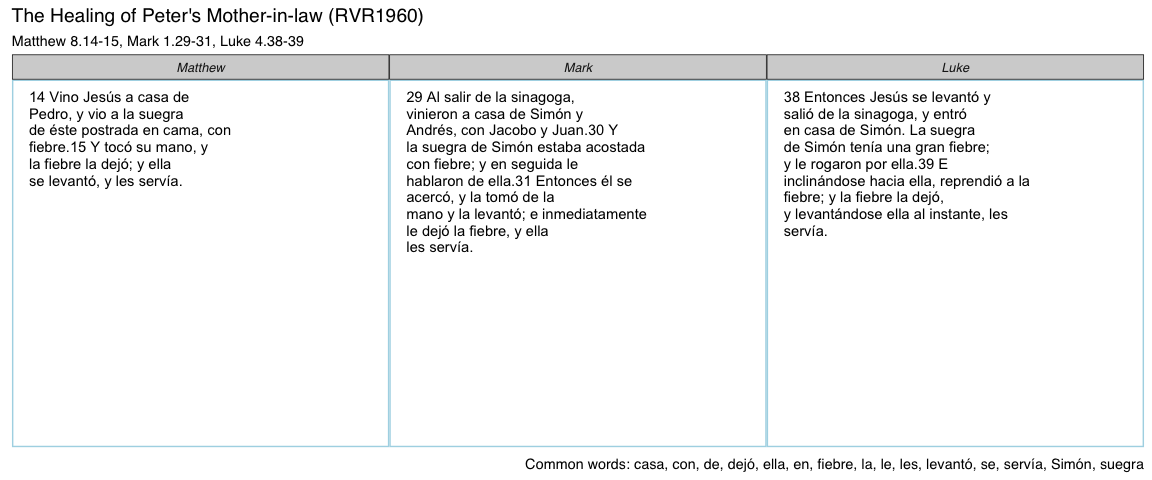 The Healing of Peter's Mother-in-law (RVR1960)
Matthew 8.14-15, Mark 1.29-31, Luke 4.38-39
Matthew
14 Vino Jesús a casa de
Pedro, y vio a la suegra
de éste postrada en cama, con
fiebre.15 Y tocó su mano, y
la fiebre la dejó; y ella
se levantó, y les servía.
Mark
29 Al salir de la sinagoga,
vinieron a casa de Simón y
Andrés, con Jacobo y Juan.30 Y
la suegra de Simón estaba acostada
con fiebre; y en seguida le
hablaron de ella.31 Entonces él se
acercó, y la tomó de la
mano y la levantó; e inmediatamente
le dejó la fiebre, y ella
les servía.
Luke
38 Entonces Jesús se levantó y
salió de la sinagoga, y entró
en casa de Simón. La suegra
de Simón tenía una gran fiebre;
y le rogaron por ella.39 E
inclinándose hacia ella, reprendió a la
fiebre; y la fiebre la dejó,
y levantándose ella al instante, les
servía.
Common words: casa, con, de, dejó, ella, en, fiebre, la, le, les, levantó, se, servía, Simón, suegra